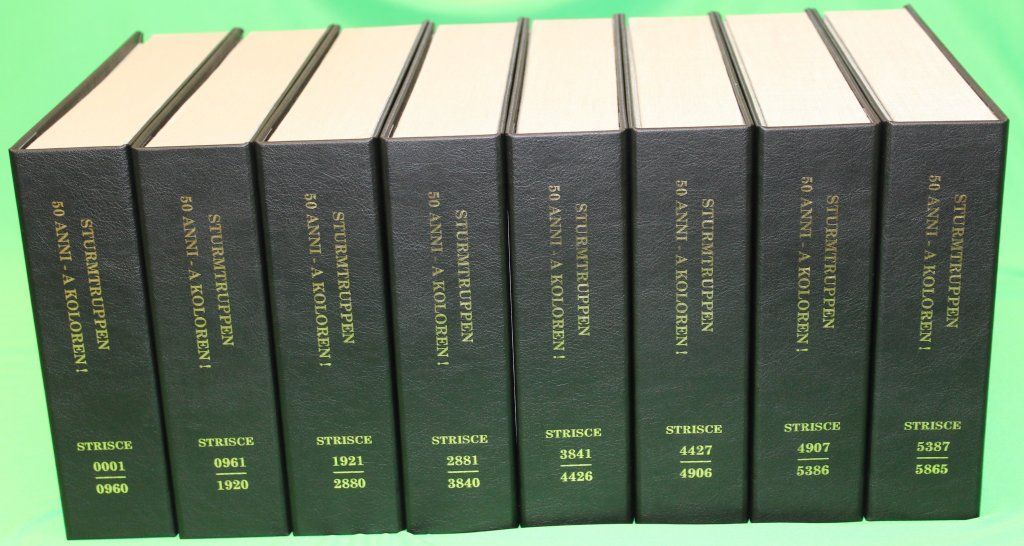 STURMTRUPPEN
50 ANNI - A KOLOREN!
STRISCE
0001
0960
STURMTRUPPEN
50 ANNI - A KOLOREN!
STRISCE
0961
1920
STURMTRUPPEN
50 ANNI - A KOLOREN!
STRISCE
1921
2880
STURMTRUPPEN
50 ANNI - A KOLOREN!
STRISCE
2881
3840
STURMTRUPPEN
50 ANNI - A KOLOREN!
STRISCE
3841
4426
STURMTRUPPEN
50 ANNI - A KOLOREN!
STRISCE
4427
4906
STURMTRUPPEN
50 ANNI - A KOLOREN!
STRISCE
4907
5386
STURMTRUPPEN
50 ANNI - A KOLOREN!
STRISCE
5387
5865